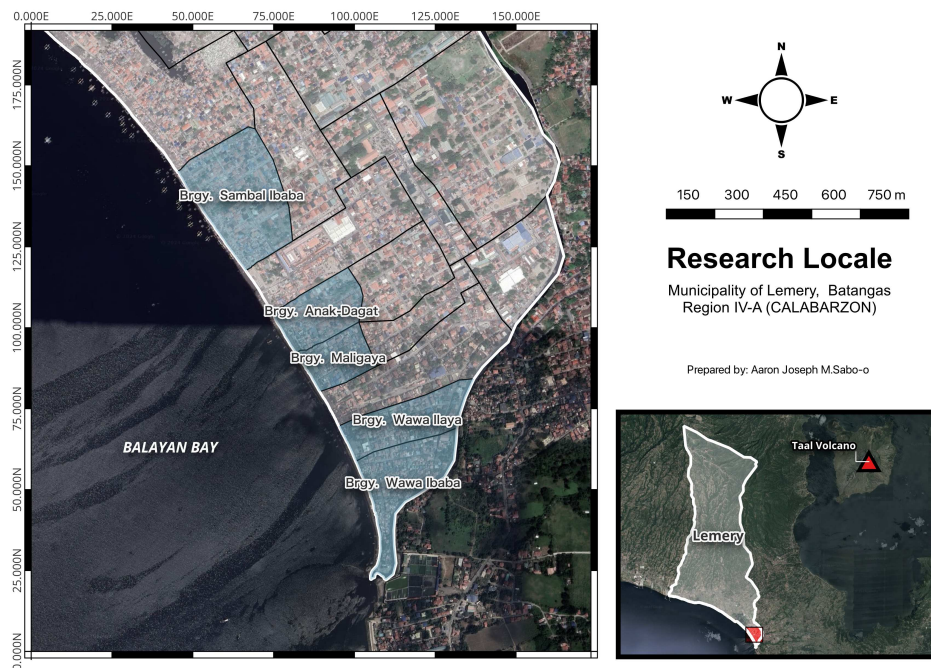 0.000E 25.000E 50.000E 75.000E 100.000E 125.000E 150.000E
175.000N
150.000N
125.000N
100.000N
75.000N
50.000N
25.000N
0.000N
Brgy. Sambal Ibaba
Brgy. Anak-Dagat
Brgy. Maligaya
Brgy. Wawa Ilaya
Brgy. Wawa Ibaba
BALAYAN BAY
N
W E
S
150 300 450 600 750 m
Research Locale
Municipality of Lemery, Batangas
Region IV-A (CALABARZON)
Prepared by: Aaron Joseph M.Sabo-o
Taal Volcano
Lemery